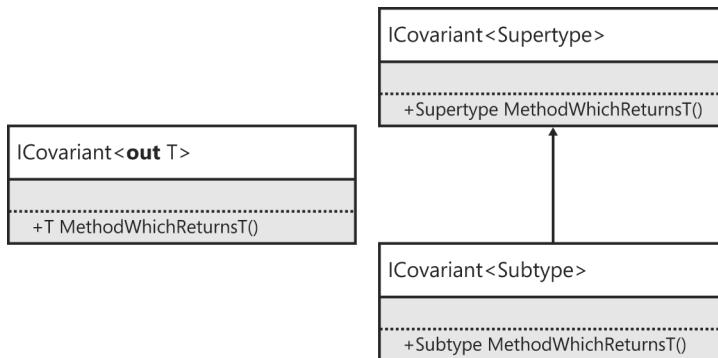 ICovariant<Supertype>
+Supertype MethodWhichReturnsT()
ICovariant<out T>
+T MethodWhichReturnsT()
ICovariant<Subtype>
+Subtype MethodWhichReturnsT()